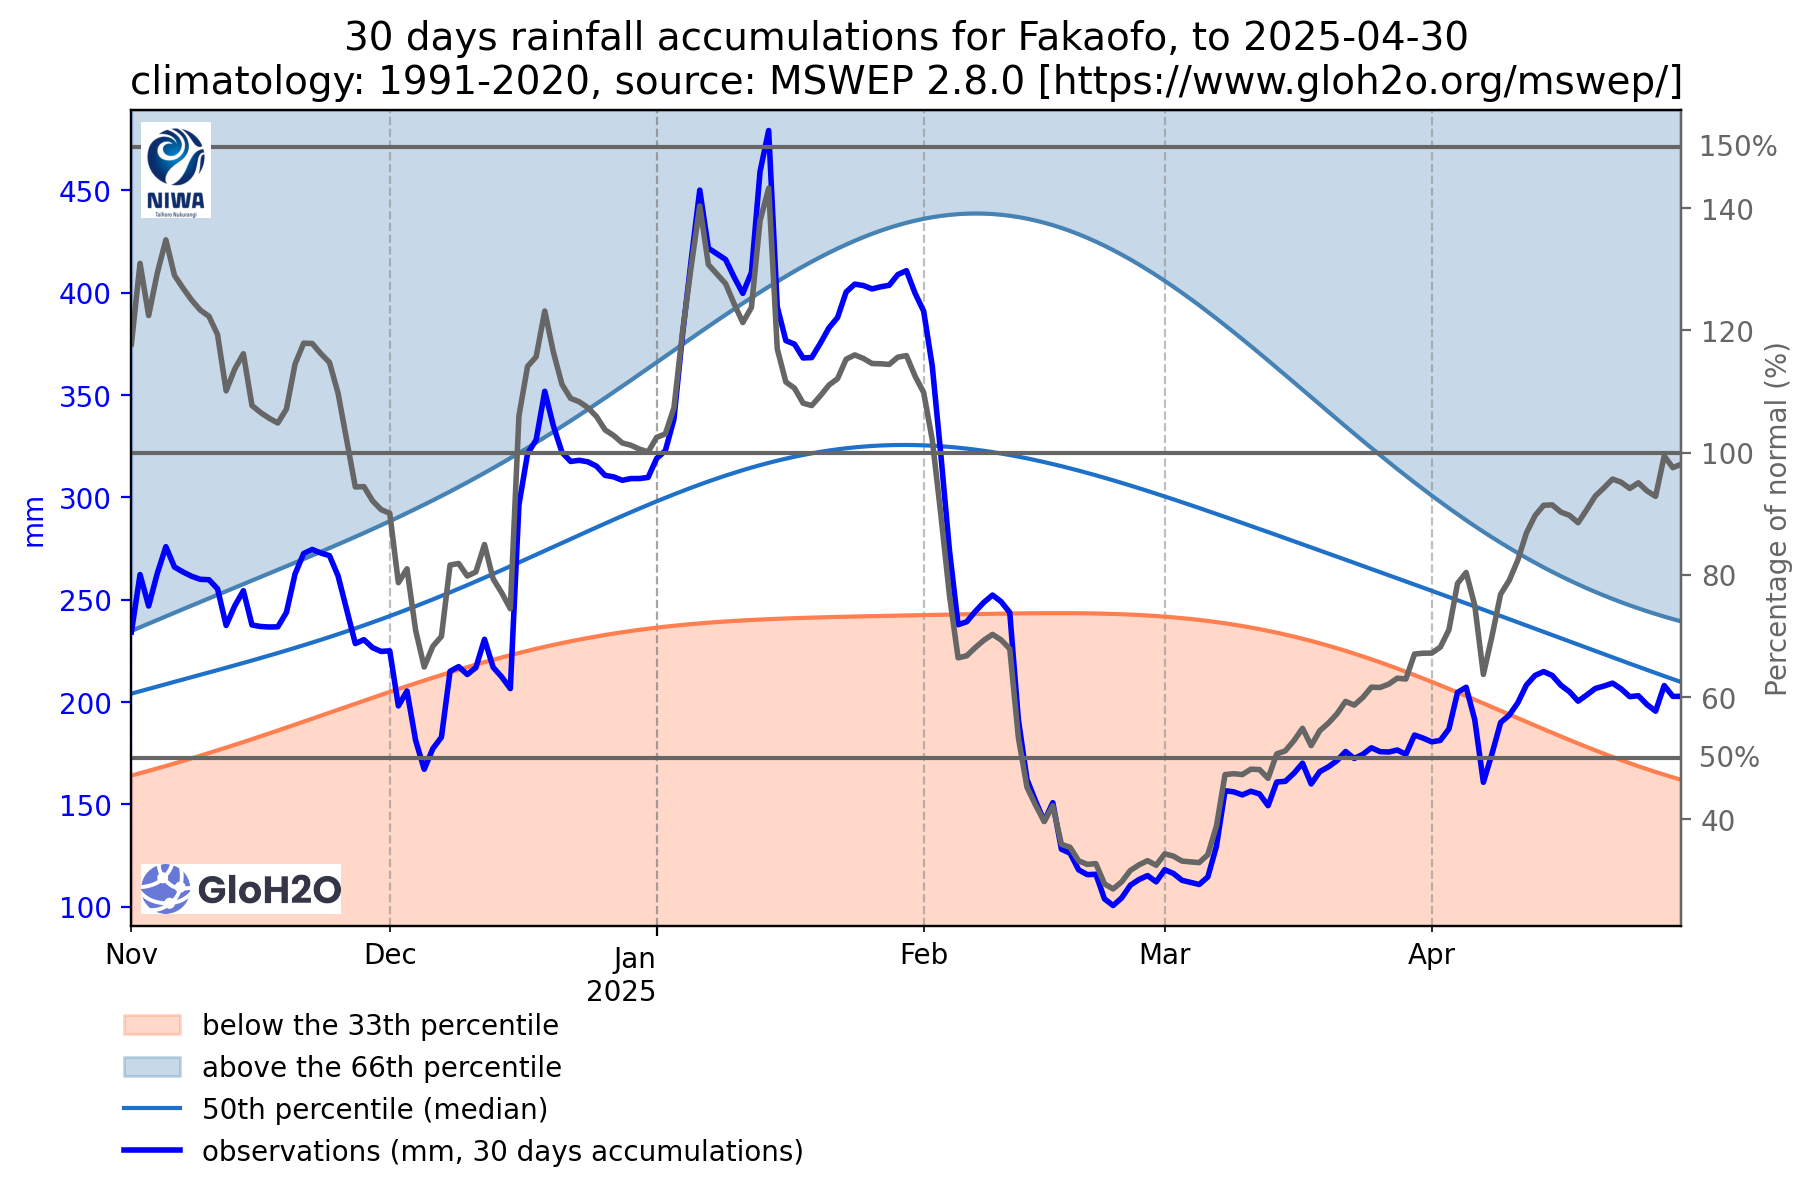 30 days rainfall accumulations for Fakaofo, to 2025-04-30
climatology: 1991-2020, source: MSWEP 2.8.0 [https://www.gloh2o.org/mswep/]
NIWA
Taihoro Nukurangi
450
400
350
300
250
200
150
100
mm
150%
140
120
100
80
60
50%
40
Percentage of normal (%)
GloH2O
Nov
Dec
Jan
2025
Feb
Mar
Apr
below the 33th percentile
above the 66th percentile
50th percentile (median)
observations (mm, 30 days accumulations)